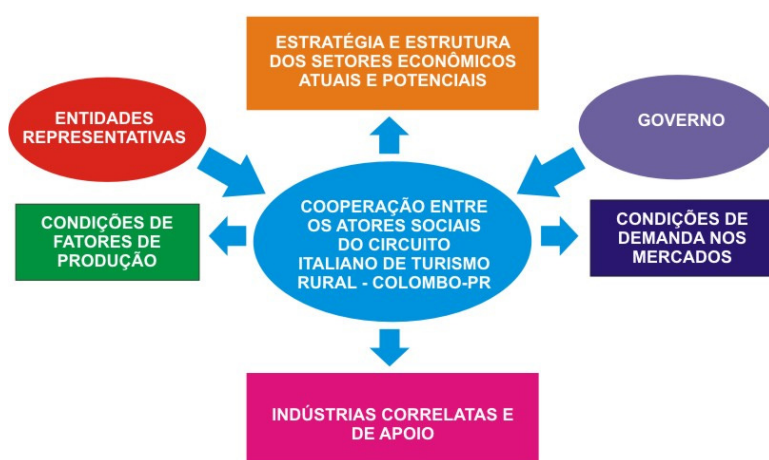 ESTRATÉGIA E ESTRUTURA
DOS SETORES ECONÔMICOS
ATUAIS E POTENCIAIS
ENTIDADES
REPRESENTATIVAS
GOVERNO
COOPERAÇÃO ENTRE
OS ATORES SOCIAIS
DO CIRCUITO
ITALIANO DE TURISMO
RURAL - COLOMBO-PR
CONDIÇÕES DE
FATORES DE
PRODUÇÃO
CONDIÇÕES DE
DEMANDA NOS
MERCADOS
INDÚSTRIAS CORRELATAS E
DE APOIO